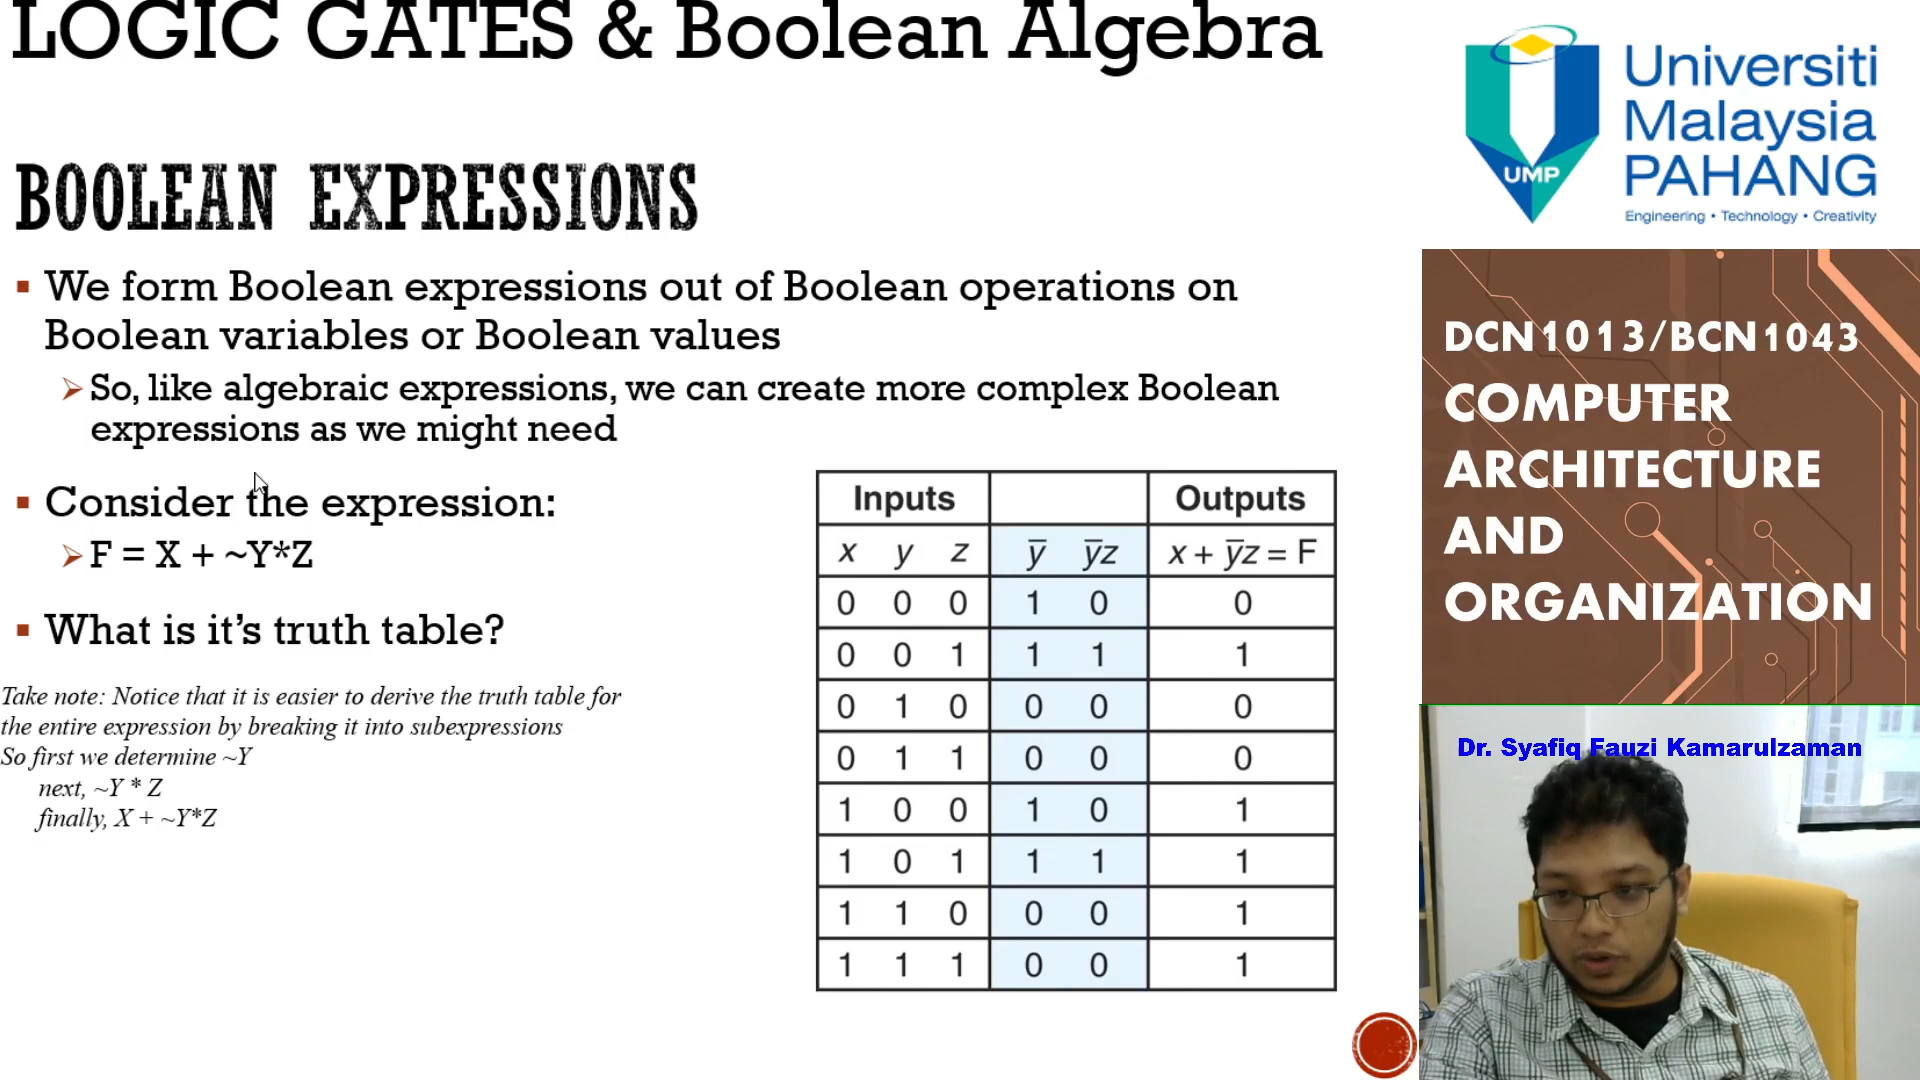 LOGIC GATES & Boolean Algebra
BOOLEAN EXPRESSIONS
▪ We form Boolean expressions out of Boolean operations on
Boolean variables or Boolean values
➢ So, like algebraic expressions, we can create more complex Boolean
expressions as we might need
▪ Consider the expression:
➢ F = X + ~Y*Z
▪ What is it's truth table?
Take note: Notice that it is easier to derive the truth table for
the entire expression by breaking it into subexpressions
So first we determine ~Y
next, ~Y * Z
finally, X + ~Y*Z
Inputs Outputs
x y z y̅ y̅z x + y̅z = F
0 0 0 1 0 0
0 0 1 1 1 1
0 1 0 0 0 0
0 1 1 0 0 0
1 0 0 1 0 1
1 0 1 1 1 1
1 1 0 0 0 1
1 1 1 0 0 1
UMP
Universiti
Malaysia
PAHANG
Engineering • Technology • Creativity
DCN1013/BCN1043
COMPUTER
ARCHITECTURE
AND
ORGANIZATION
Dr. Syafiq Fauzi Kamarulzaman